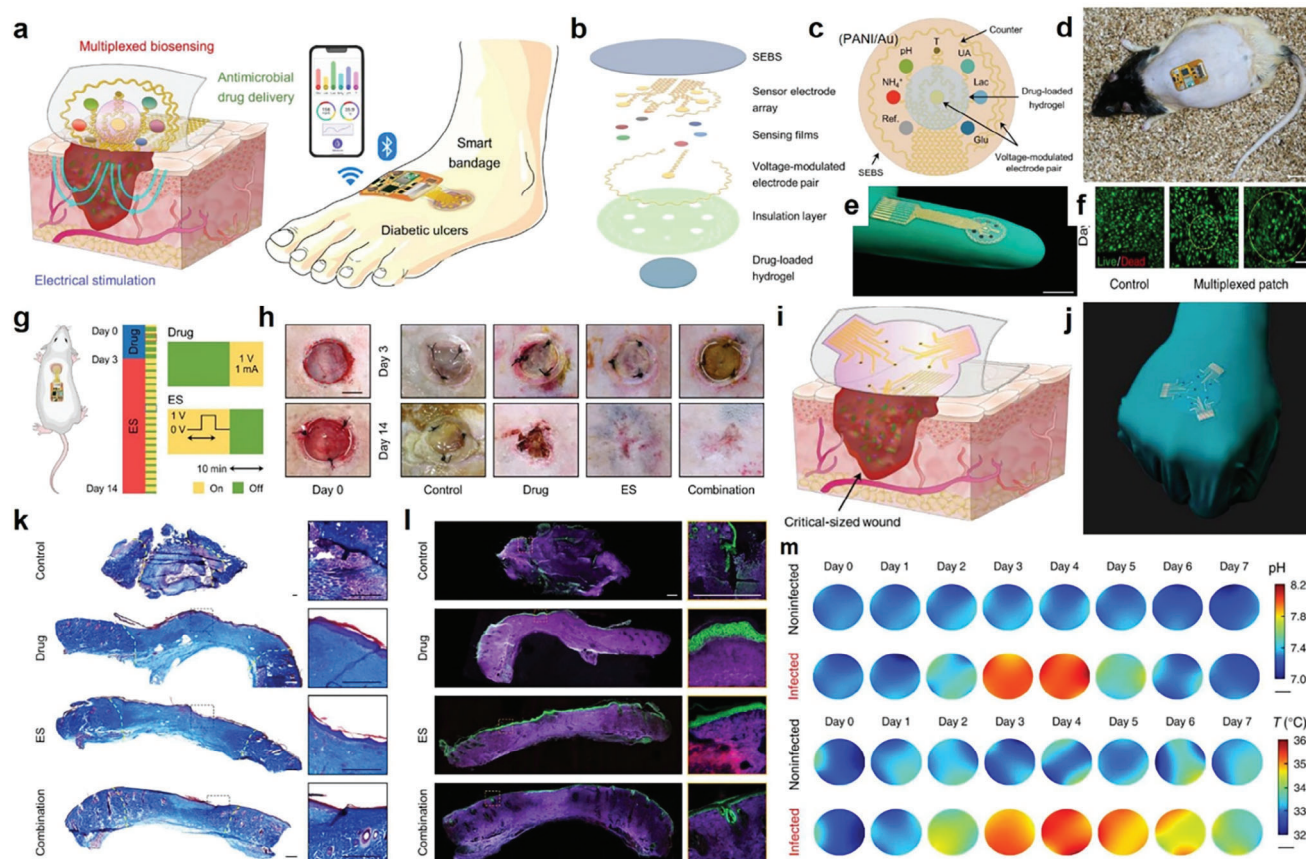 a
Multiplexed biosensing
Antimicrobial
drug delivery
Smart
bandage
Diabetic ulcers
Electrical stimulation
b
SEBS
Sensor electrode
array
Sensing films
Voltage-modulated
electrode pair
Insulation layer
Drug-loaded
hydrogel
c
(PANI/Au)
T
Counter
pH
UA
NH₄⁺
Lac
Drug-loaded
hydrogel
Ref.
Glu
Voltage-modulated
electrode pair
SEBS
d
e
f
Live/Dead
Control
Multiplexed patch
g
Day 0
Drug
Day 3
ES
Day 14
Drug
1 V
1 mA
ES
1 V
0 V
10 min
On
Off
h
Day 3
Day 14
Day 0
Control
Drug
ES
Combination
i
Critical-sized wound
j
k
Control
Drug
ES
Combination
l
Control
Drug
ES
Combination
m
Day 0 Day 1 Day 2 Day 3 Day 4 Day 5 Day 6 Day 7
pH
Noninfected
8.2
7.8
7.4
7.0
Infected
Day 0 Day 1 Day 2 Day 3 Day 4 Day 5 Day 6 Day 7
T (°C)
Noninfected
36
35
34
33
32
Infected